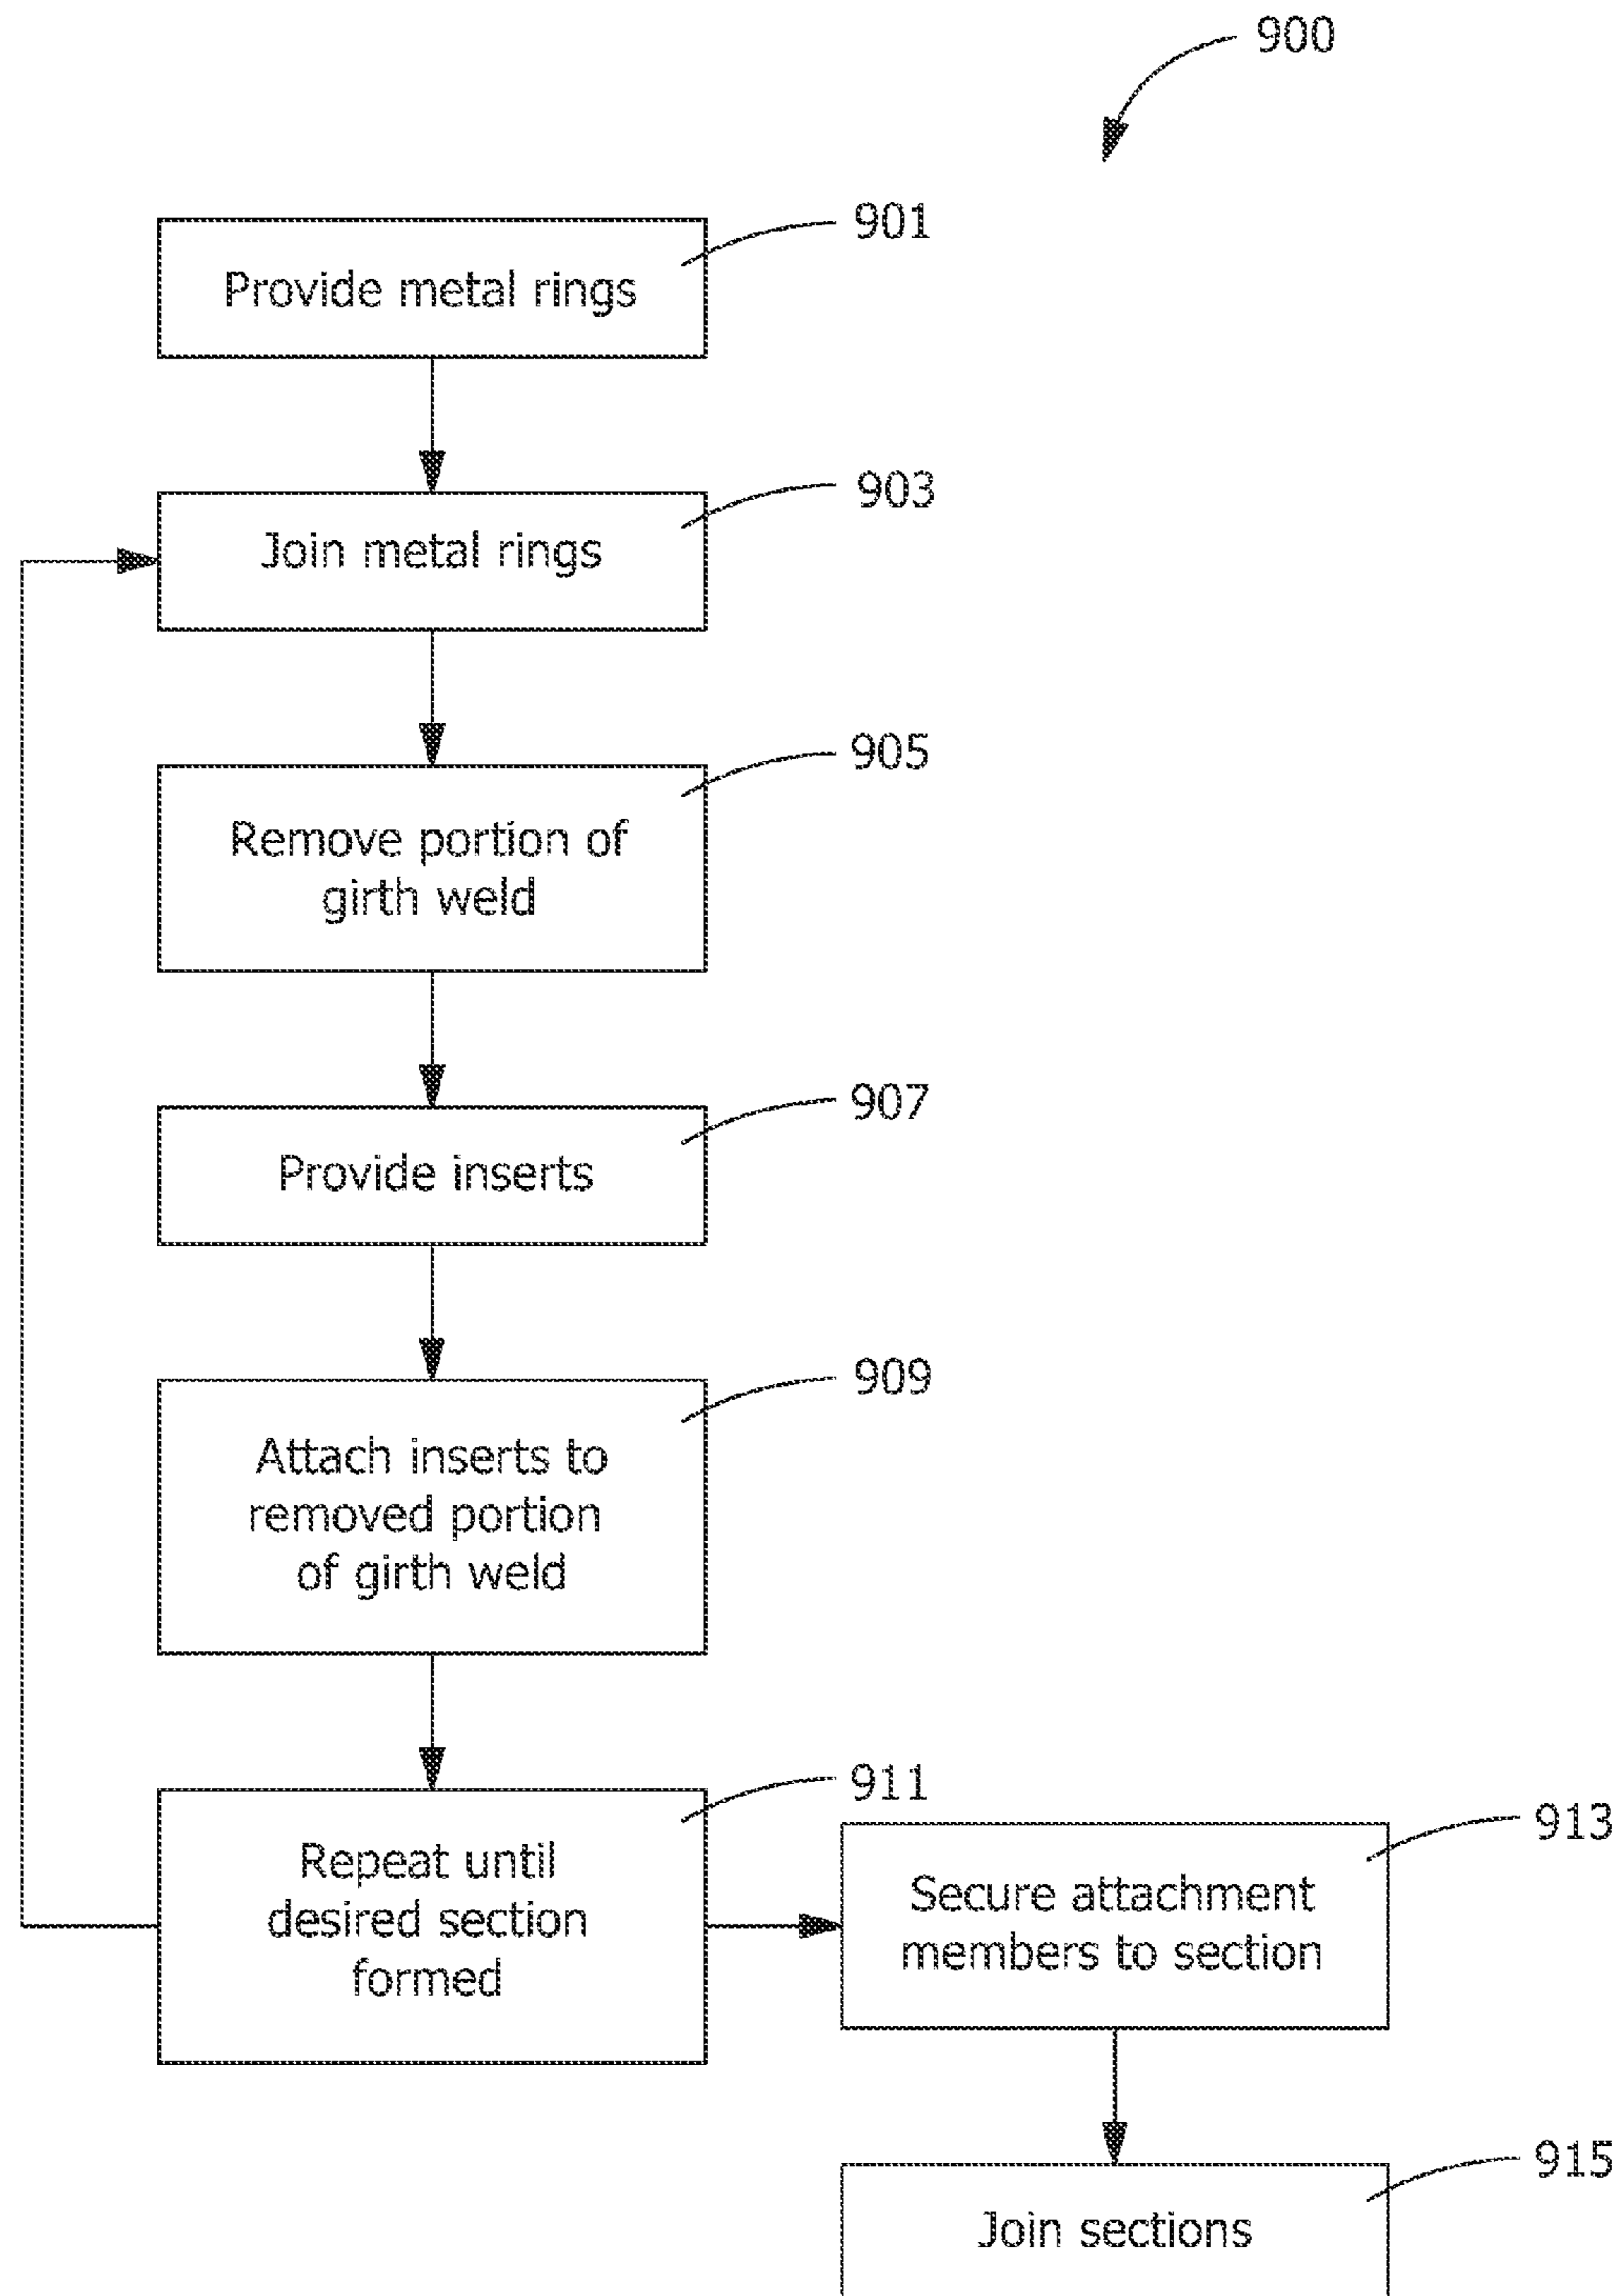 900
901
Provide metal rings
903
Join metal rings
905
Remove portion of
girth weld
907
Provide inserts
909
Attach inserts to
removed portion
of girth weld
911
Repeat until
desired section
formed
913
Secure attachment
members to section
915
Join sections